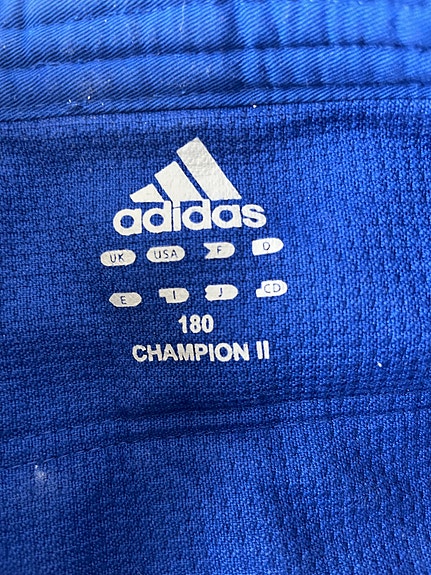 adidas
UK USA F D
E I J CD
180
CHAMPION II